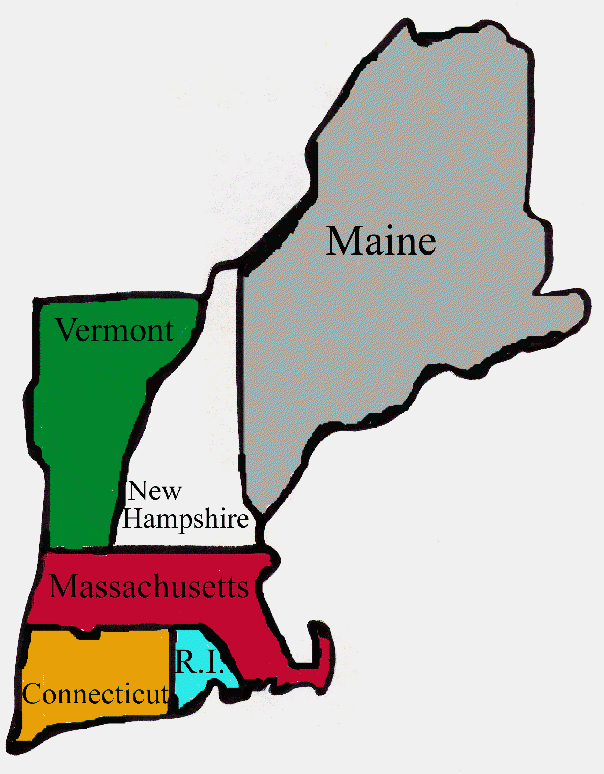 Maine
Vermont
New
Hampshire
Massachusetts
R.I.
Connecticut